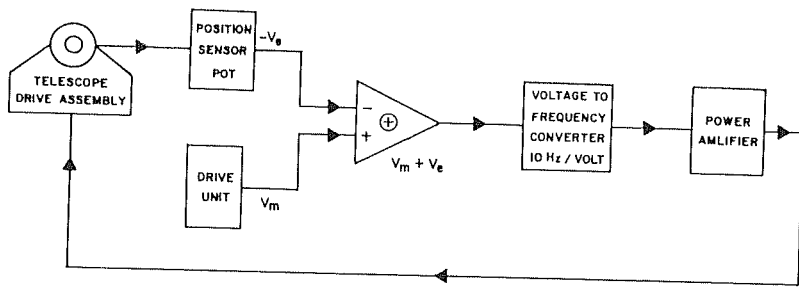 TELESCOPE
DRIVE ASSEMBLY
POSITION
SENSOR
POT
-Ve
DRIVE
UNIT
Vm
-
+
+
Vm + Ve
VOLTAGE TO
FREQUENCY
CONVERTER
10 Hz / VOLT
POWER
AMLIFIER